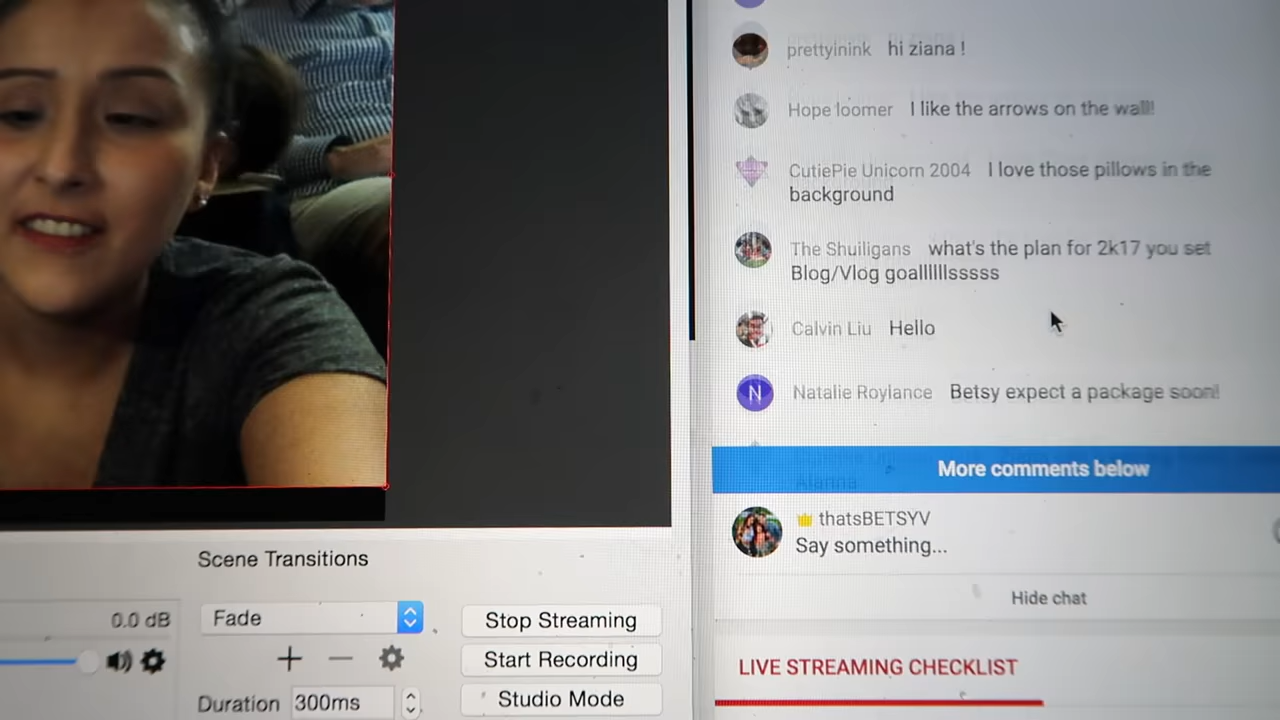 prettyinink hi ziana !
Hope loomer I like the arrows on the wall!
CutiePie Unicorn 2004 I love those pillows in the
background
The Shuiligans what's the plan for 2k17 you set
Blog/Vlog goallllllsssss
Calvin Liu Hello
N Natalie Roylance Betsy expect a package soon!
More comments below
Alanna
thatsBETSYV
Say something...
Hide chat
LIVE STREAMING CHECKLIST
Scene Transitions
0.0 dB
Fade
Duration 300ms
Stop Streaming
Start Recording
Studio Mode